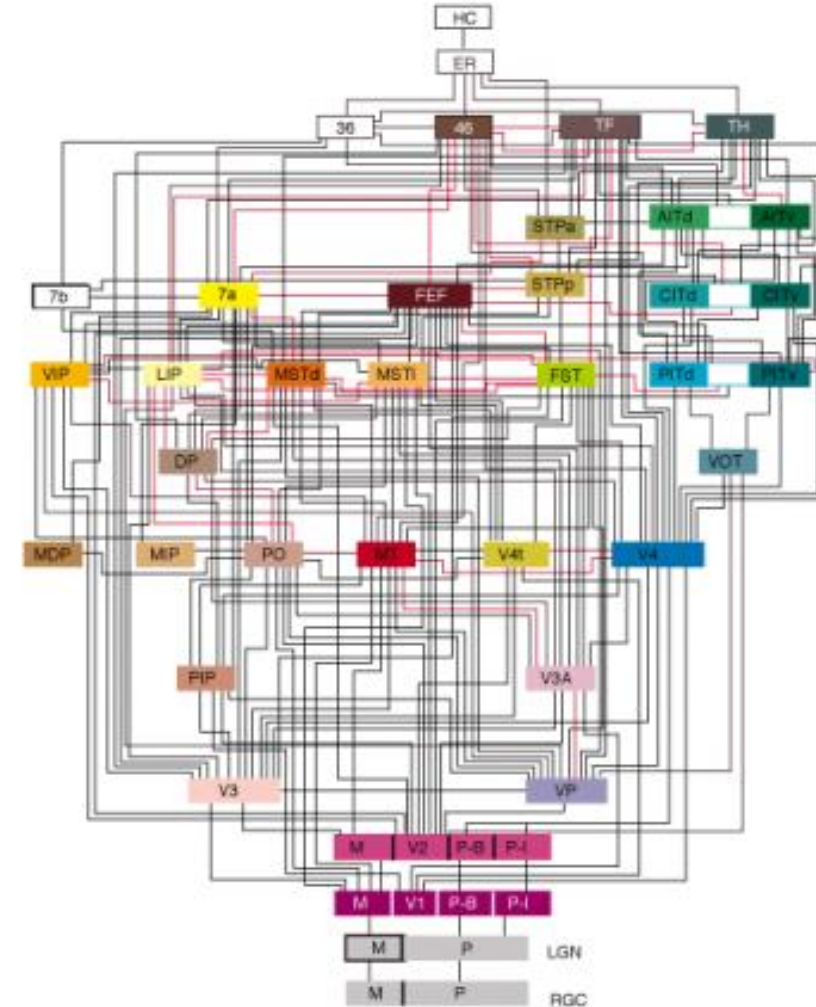 HC
ER
36 46 TF TH
STPa AITd AITv
7b 7a FEF STPp CITd CITv
VIP LIP MSTd MSTl FST PITd PITv
DP VOT
MDP MIP PO MT V4t V4
PIP V3A
V3 VP
M V2 P-B P-I
M V1 P-B P-I
M P LGN
M P RGC